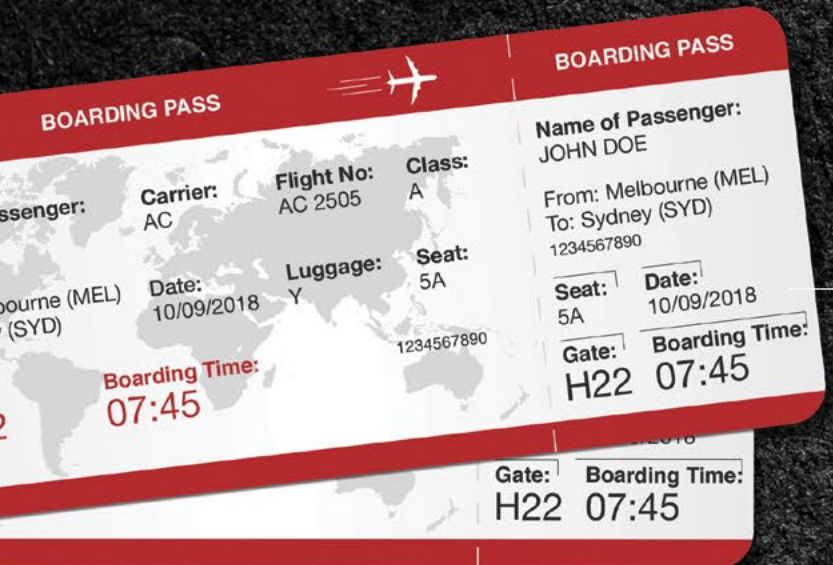 BOARDING PASS
ssenger:
Carrier:
AC
Flight No:
AC 2505
Class:
A
ourne (MEL)
(SYD)
Date:
10/09/2018
Luggage:
Y
Seat:
5A
1234567890
2
Boarding Time:
07:45
BOARDING PASS
Name of Passenger:
JOHN DOE
From: Melbourne (MEL)
To: Sydney (SYD)
1234567890
Seat:
5A
Date:
10/09/2018
Gate:
H22
Boarding Time:
07:45
Gate:
H22
Boarding Time:
07:45